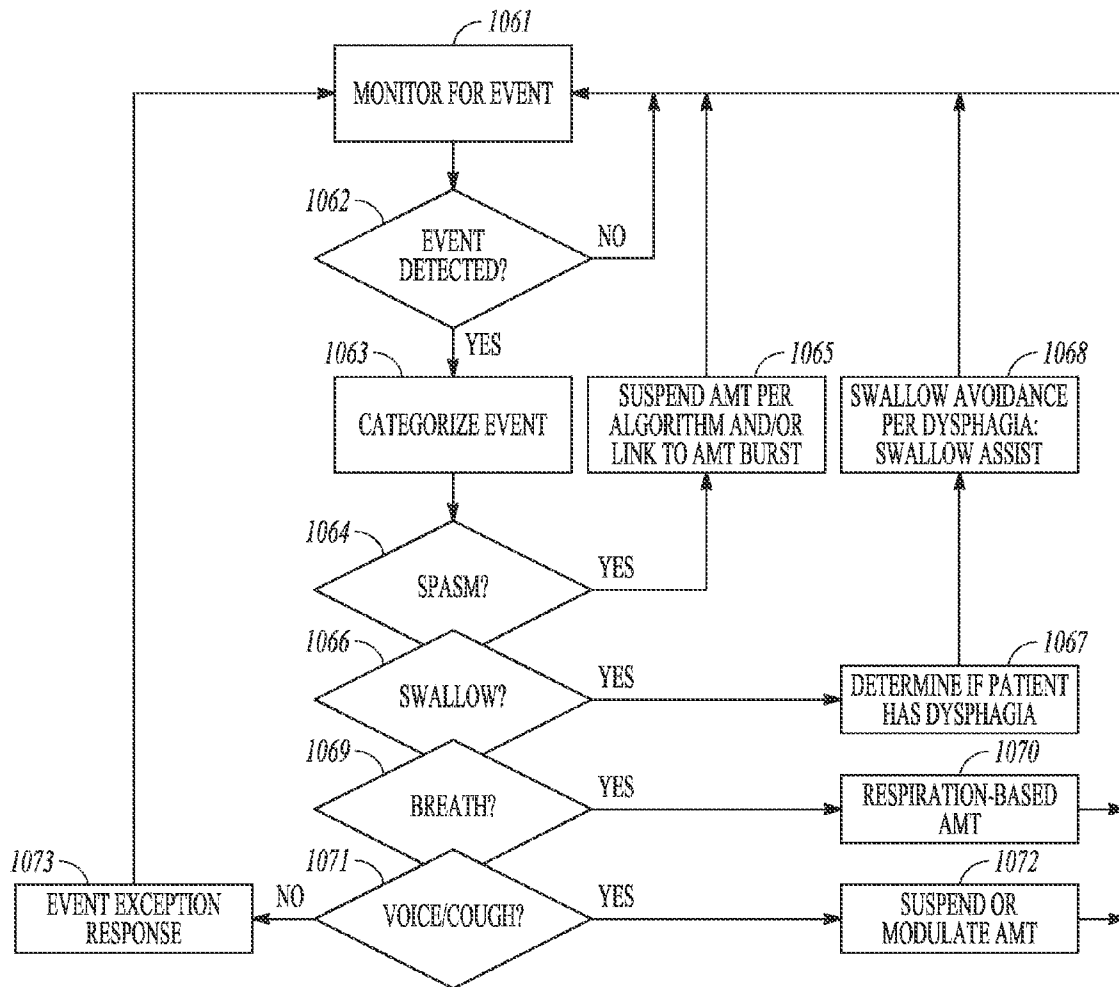 1061
MONITOR FOR EVENT
1062
EVENT
DETECTED?
NO
YES
1063
CATEGORIZE EVENT
1065
SUSPEND AMT PER
ALGORITHM AND/OR
LINK TO AMT BURST
1068
SWALLOW AVOIDANCE
PER DYSPHAGIA:
SWALLOW ASSIST
1064
SPASM?
YES
1066
SWALLOW?
YES
1067
DETERMINE IF PATIENT
HAS DYSPHAGIA
1069
BREATH?
YES
1070
RESPIRATION-BASED
AMT
1071
VOICE/COUGH?
YES
1072
SUSPEND OR
MODULATE AMT
NO
1073
EVENT EXCEPTION
RESPONSE